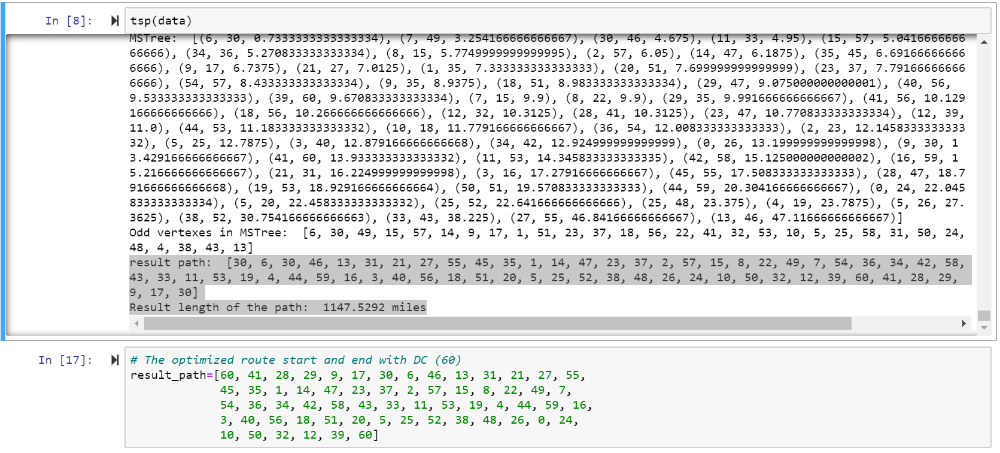 In [8]:
tsp(data)
MSTree:  [(6, 30, 0.7333333333333334), (7, 49, 3.254166666666667), (30, 46, 4.675), (11, 33, 4.95), (15, 57, 5.0416666666
66666), (34, 36, 5.270833333333334), (8, 15, 5.7749999999999995), (2, 57, 6.05), (14, 47, 6.1875), (35, 45, 6.69166666666
6666), (9, 17, 6.7375), (21, 27, 7.0125), (1, 35, 7.333333333333333), (20, 51, 7.699999999999999), (23, 37, 7.79166666666
6666), (54, 57, 8.433333333333334), (9, 35, 8.9375), (18, 51, 8.983333333333334), (29, 47, 9.075000000000001), (40, 56,
9.533333333333333), (39, 60, 9.670833333333334), (7, 15, 9.9), (8, 22, 9.9), (29, 35, 9.991666666666667), (41, 56, 10.129
166666666666), (18, 56, 10.266666666666666), (12, 32, 10.3125), (28, 41, 10.3125), (23, 47, 10.770833333333334), (12, 39,
11.0), (44, 53, 11.183333333333332), (10, 18, 11.779166666666667), (36, 54, 12.008333333333333), (2, 23, 12.1458333333333
32), (5, 25, 12.7875), (3, 40, 12.879166666666668), (34, 42, 12.924999999999999), (0, 26, 13.199999999999998), (9, 30, 1
3.429166666666667), (41, 60, 13.933333333333332), (11, 53, 14.345833333333335), (42, 58, 15.125000000000002), (16, 59, 1
5.216666666666667), (21, 31, 16.224999999999998), (3, 16, 17.27916666666667), (45, 55, 17.508333333333333), (28, 47, 18.7
91666666666668), (19, 53, 18.929166666666664), (50, 51, 19.570833333333333), (44, 59, 20.304166666666667), (0, 24, 22.045
833333333334), (5, 20, 22.458333333333332), (25, 52, 22.641666666666666), (25, 48, 23.375), (4, 19, 23.7875), (5, 26, 27.
3625), (38, 52, 30.754166666666663), (33, 43, 38.225), (27, 55, 46.84166666666667), (13, 46, 47.11666666666667)]
Odd vertexes in MSTree:  [6, 30, 49, 15, 57, 14, 9, 17, 1, 51, 23, 37, 18, 56, 22, 41, 32, 53, 10, 5, 25, 58, 31, 50, 24,
48, 4, 38, 43, 13]
result path:  [30, 6, 30, 46, 13, 31, 21, 27, 55, 45, 35, 1, 14, 47, 23, 37, 2, 57, 15, 8, 22, 49, 7, 54, 36, 34, 42, 58,
43, 33, 11, 53, 19, 4, 44, 59, 16, 3, 40, 56, 18, 51, 20, 5, 25, 52, 38, 48, 26, 24, 10, 50, 32, 12, 39, 60, 41, 28, 29,
9, 17, 30]
Result length of the path:  1147.5292 miles
In [17]:
# The optimized route start and end with DC (60)
result_path=[60, 41, 28, 29, 9, 17, 30, 6, 46, 13, 31, 21, 27, 55,
45, 35, 1, 14, 47, 23, 37, 2, 57, 15, 8, 22, 49, 7,
54, 36, 34, 42, 58, 43, 33, 11, 53, 19, 4, 44, 59, 16,
3, 40, 56, 18, 51, 20, 5, 25, 52, 38, 48, 26, 0, 24,
10, 50, 32, 12, 39, 60]